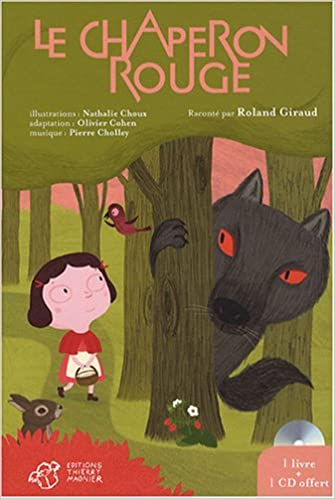 LE CHAPERON
ROUGE
illustrations : Nathalie Choux
adaptation : Olivier Cohen
musique : Pierre Cholley
Raconté par Roland Giraud
1 livre
+
1 CD offert
EDITIONS
THIERRY
MAGNIER